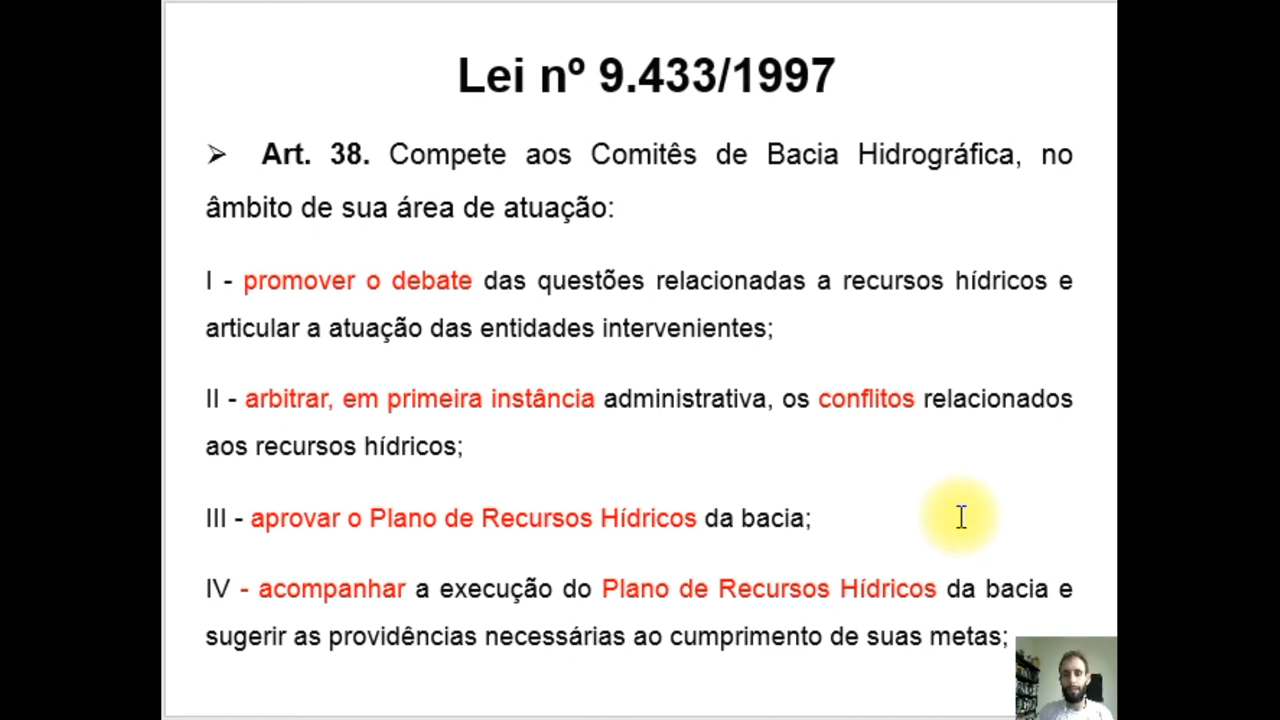 Lei nº 9.433/1997
➢ Art. 38. Compete aos Comitês de Bacia Hidrográfica, no
âmbito de sua área de atuação:
I - promover o debate das questões relacionadas a recursos hídricos e
articular a atuação das entidades intervenientes;
II - arbitrar, em primeira instância administrativa, os conflitos relacionados
aos recursos hídricos;
III - aprovar o Plano de Recursos Hídricos da bacia;
IV - acompanhar a execução do Plano de Recursos Hídricos da bacia e
sugerir as providências necessárias ao cumprimento de suas metas;